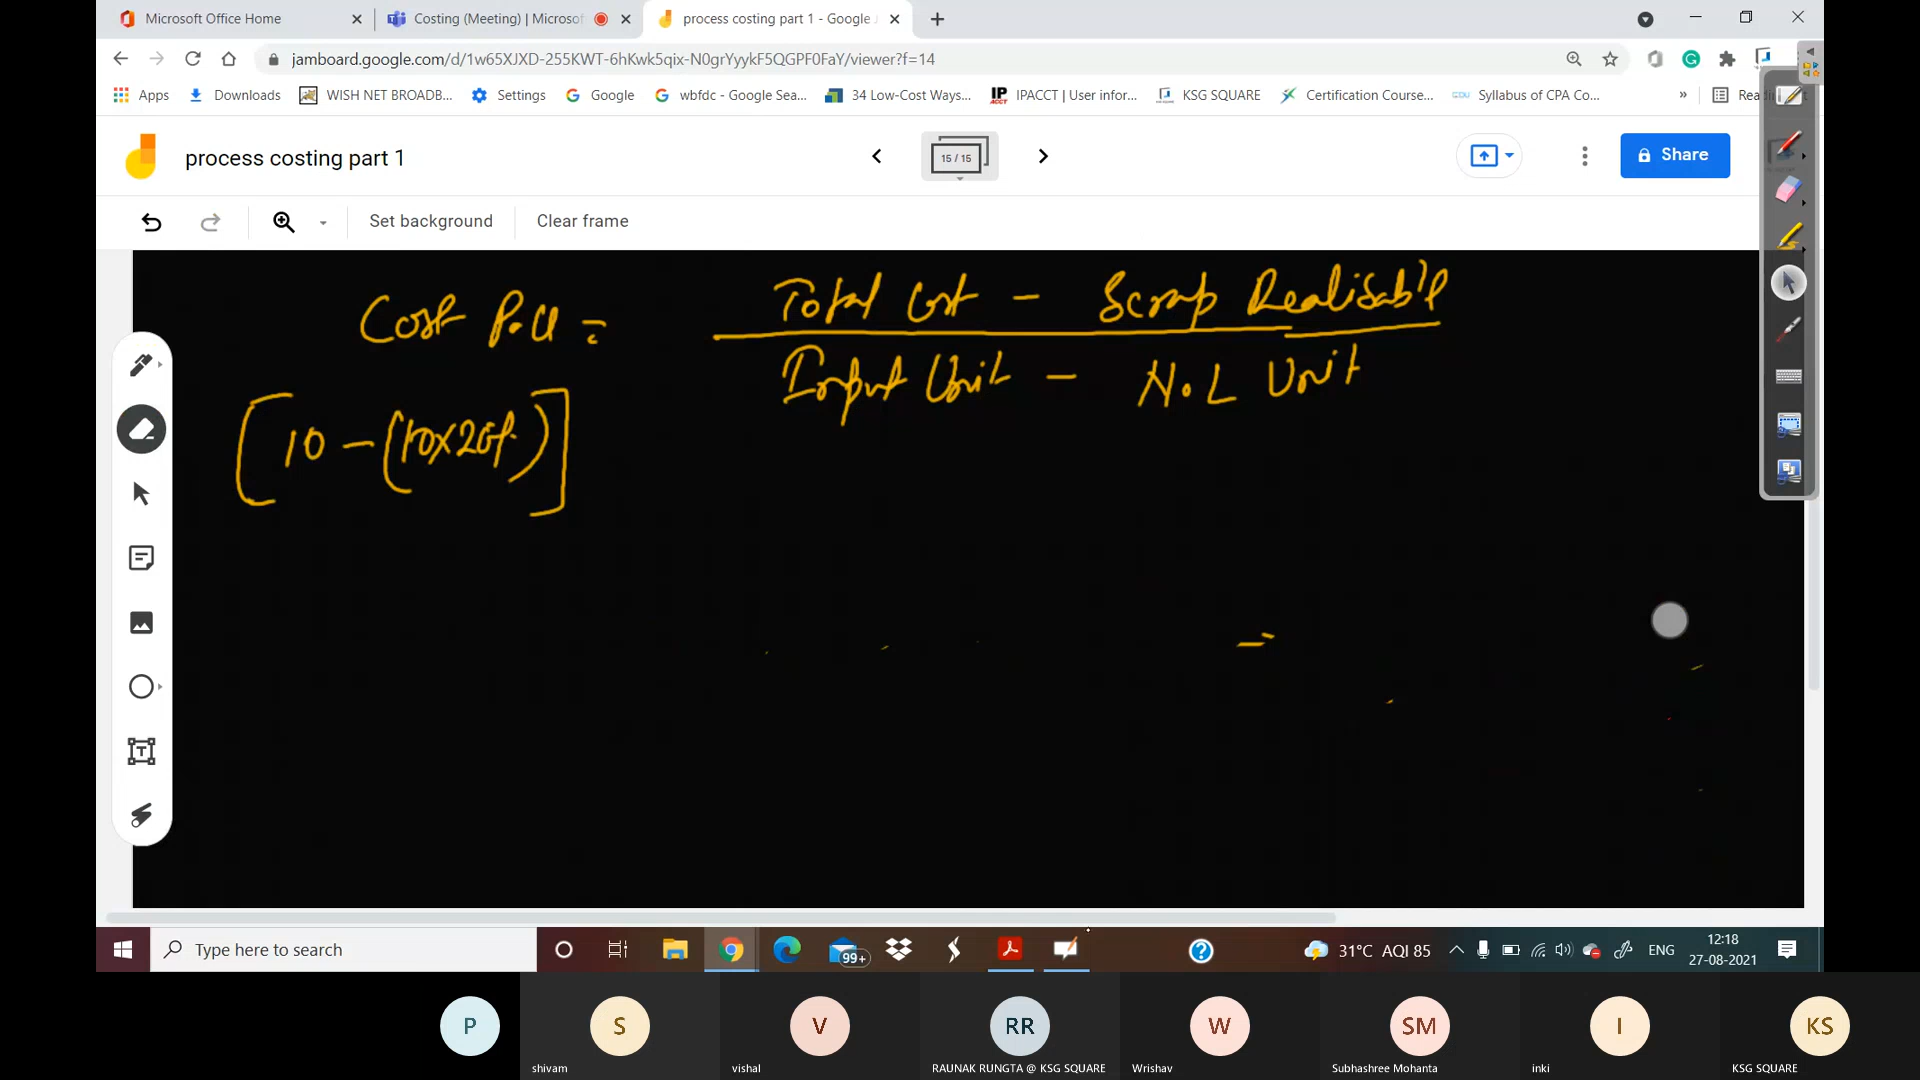 Microsoft Office Home
Costing (Meeting) | Microsof
process costing part 1 - Google J
jamboard.google.com/d/1w65XJXD-255KWT-6hKwk5qix-N0grYyykF5QGPF0FaY/viewer?f=14
Apps
Downloads
WISH NET BROADB...
Settings
Google
wbfdc - Google Sea...
34 Low-Cost Ways...
IPACCT | User infor...
KSG SQUARE
Certification Course...
Syllabus of CPA Co...
»
process costing part 1
15 / 15
Share
Set background
Clear frame
Cost P.U =
Total Cost - Scrap Realisable
Input Unit - N.L Unit
[10 - (10x20%)]
Type here to search
99+
31°C AQI 85
ENG
12:18
27-08-2021
P
S
V
RR
W
SM
I
KS
shivam
vishal
RAUNAK RUNGTA @ KSG SQUARE
Wrishav
Subhashree Mohanta
inki
KSG SQUARE